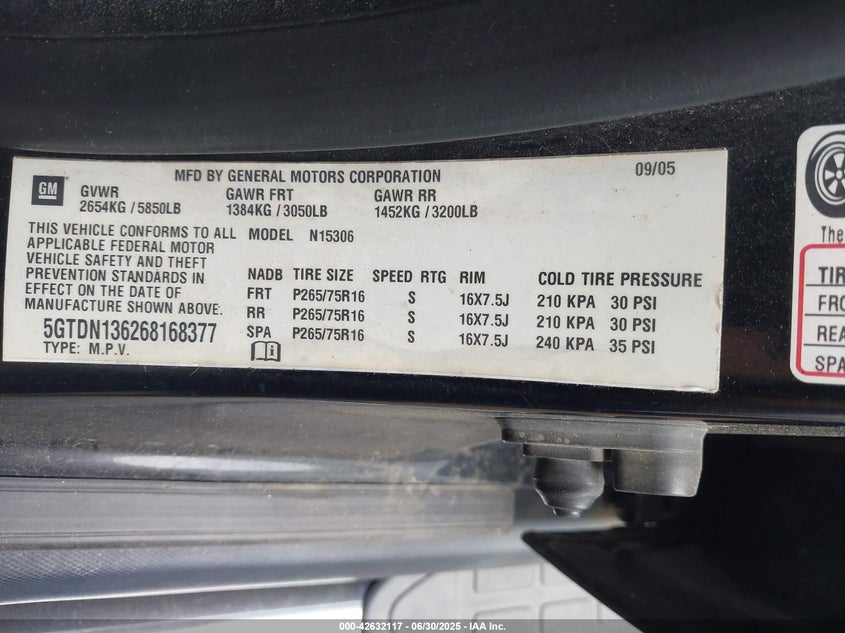 MFD BY GENERAL MOTORS CORPORATION 09/05
GM
GVWR GAWR FRT GAWR RR
2654KG / 5850LB 1384KG / 3050LB 1452KG / 3200LB
THIS VEHICLE CONFORMS TO ALL
APPLICABLE FEDERAL MOTOR
VEHICLE SAFETY AND THEFT
PREVENTION STANDARDS IN
EFFECT ON THE DATE OF
MANUFACTURE SHOWN ABOVE.
5GTDN136268168377
TYPE: M.P.V.
MODEL N15306
NADB TIRE SIZE SPEED RTG RIM COLD TIRE PRESSURE
FRT P265/75R16 S 16X7.5J 210 KPA 30 PSI
RR P265/75R16 S 16X7.5J 210 KPA 30 PSI
SPA P265/75R16 S 16X7.5J 240 KPA 35 PSI
The
TIR
FRO
REA
SPA
000-42632117 - 06/30/2025 - IAA Inc.